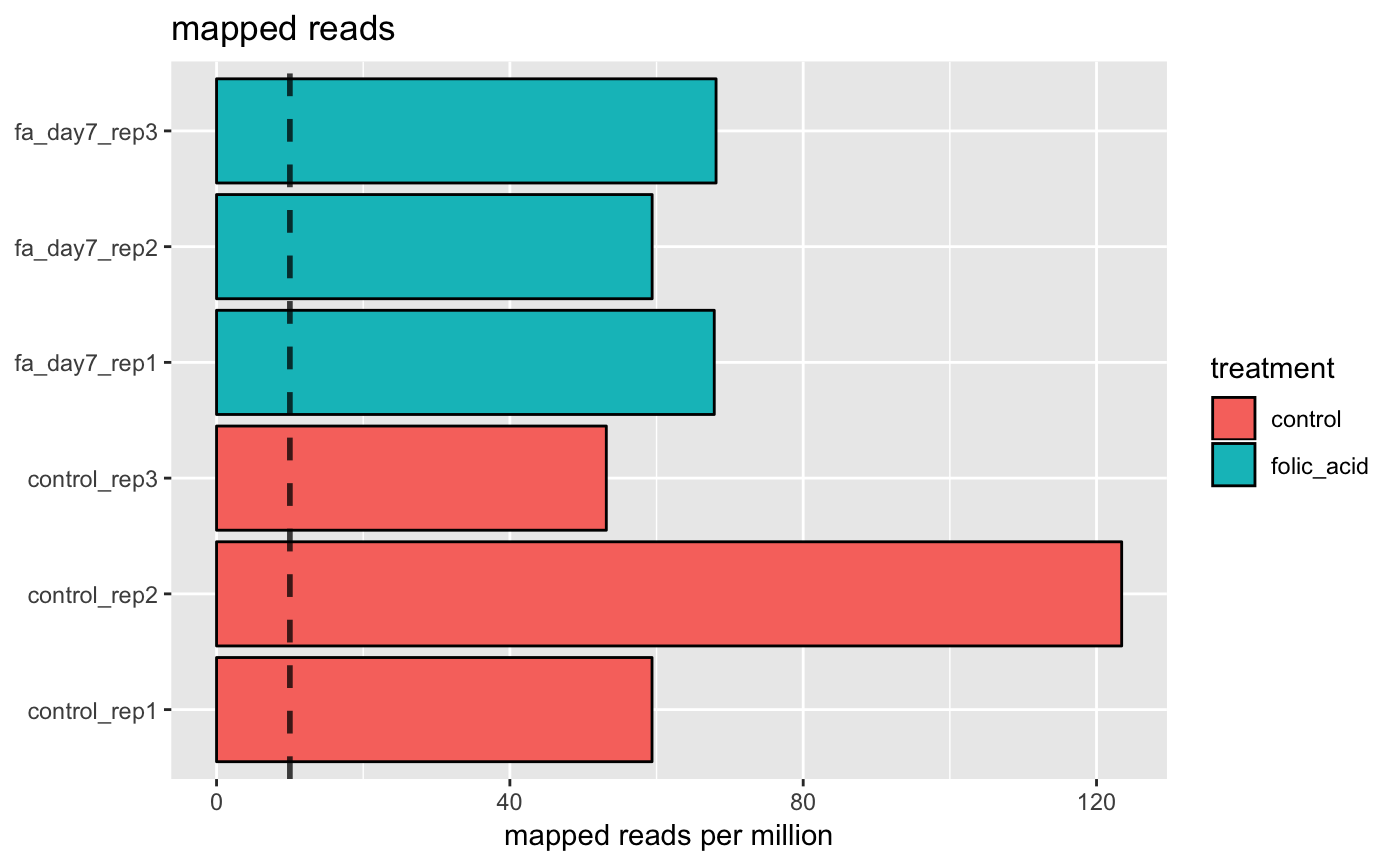 mapped reads
fa_day7_rep3
fa_day7_rep2
fa_day7_rep1
control_rep3
control_rep2
control_rep1
0 40 80 120
mapped reads per million
treatment
control
folic_acid